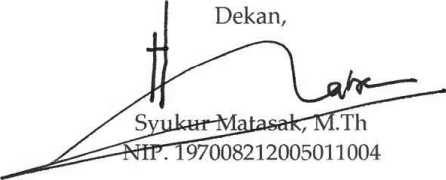 Dekan,
Syukur Matasak, M.Th
NIP. 197008212005011004